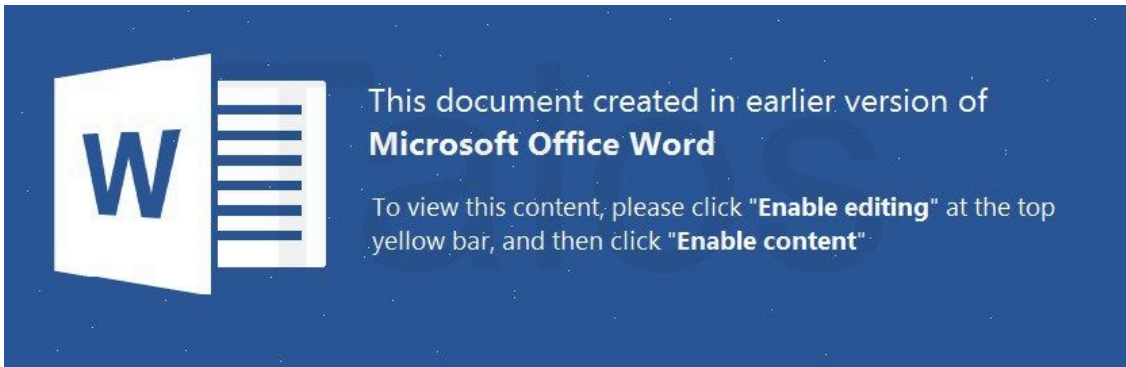 This document created in earlier version of
Microsoft Office Word
To view this content, please click "Enable editing" at the top
yellow bar, and then click "Enable content"
W
Talos